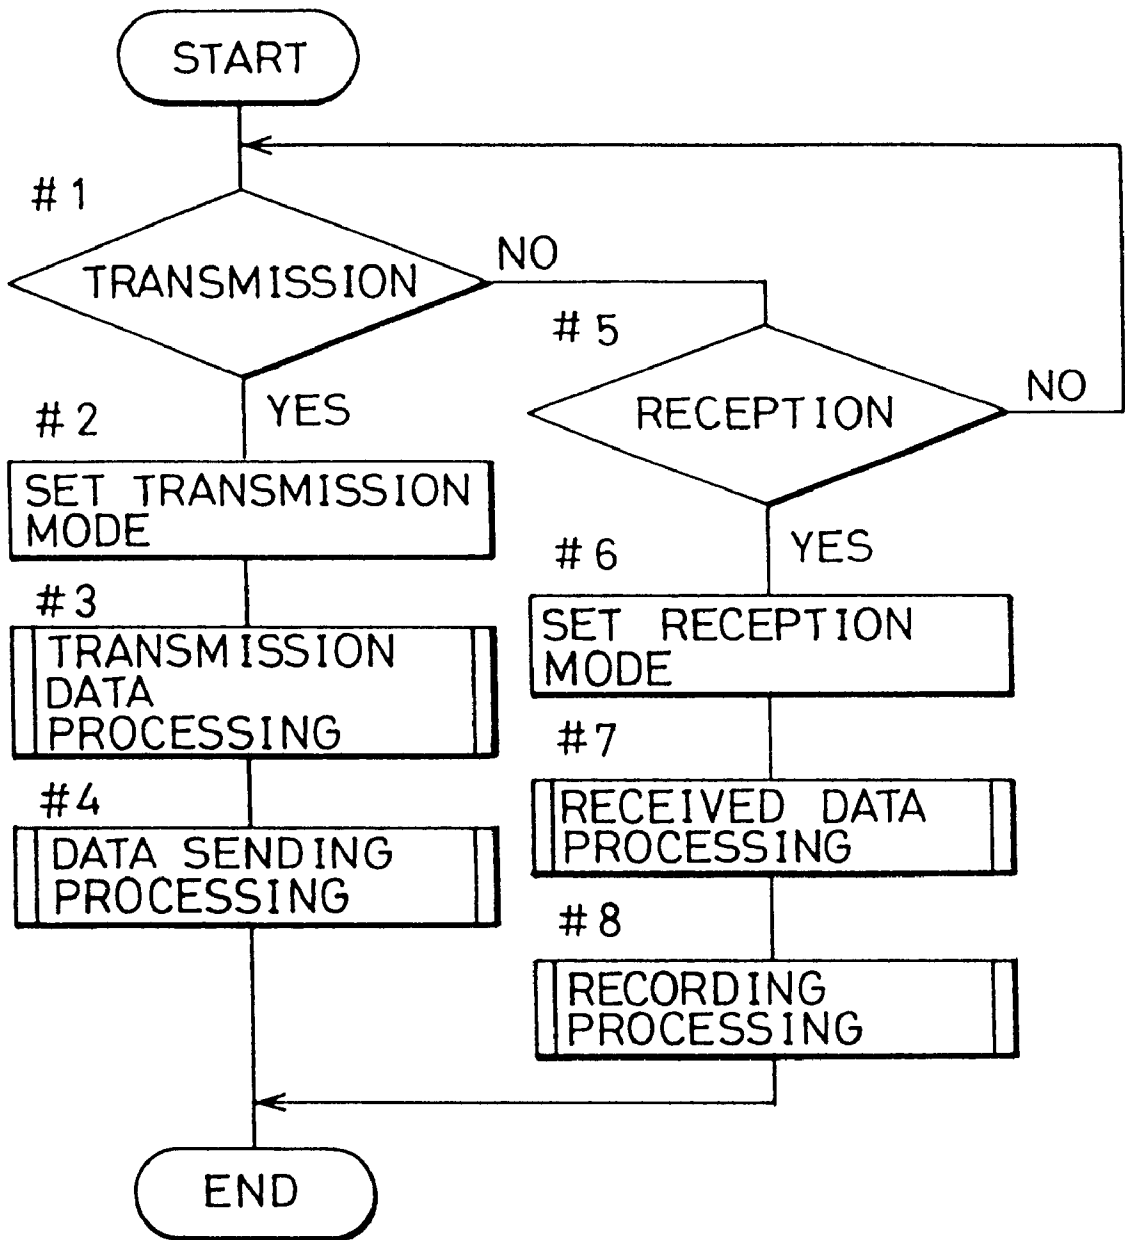 START
#1
TRANSMISSION
NO
YES
#2
SET TRANSMISSION
MODE
#3
TRANSMISSION
DATA
PROCESSING
#4
DATA SENDING
PROCESSING
#5
RECEPTION
NO
YES
#6
SET RECEPTION
MODE
#7
RECEIVED DATA
PROCESSING
#8
RECORDING
PROCESSING
END